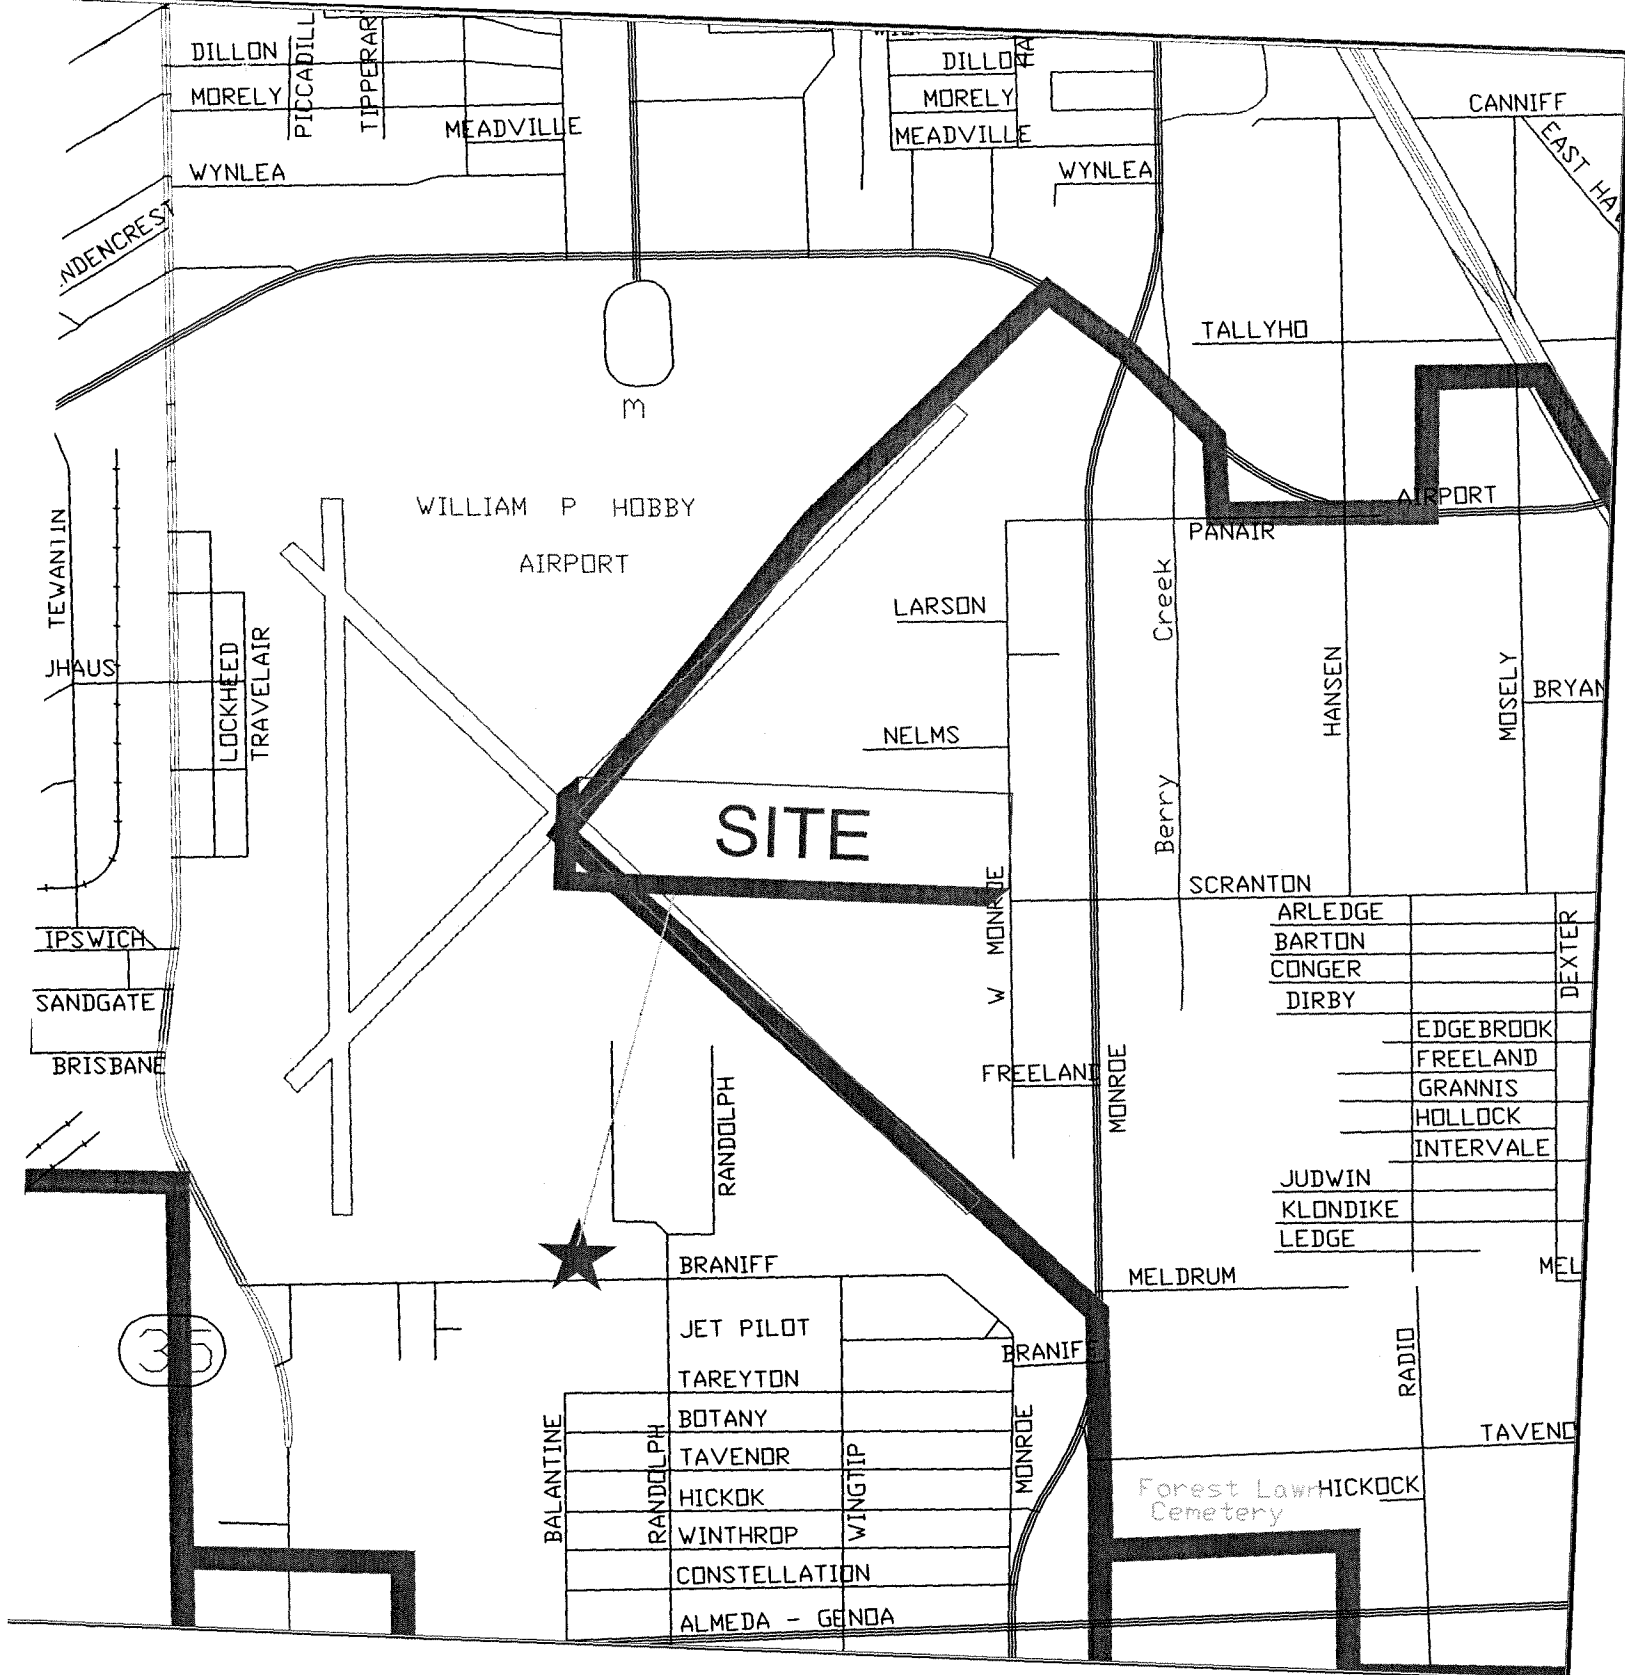 DILLON
PICCADILL
TIPPERAR
MORELY
MEADVILLE
WYNLEA
NDENCREST
DILLO
HA
MORELY
MEADVILLE
WYNLEA
CANNIFF
EAST HA
TALLYHO
M
WILLIAM P HOBBY
AIRPORT
AIRPORT
PANAIR
TEWANTIN
JHAUS
LOCKHEED
TRAVELAIR
LARSON
Berry Creek
NELMS
HANSEN
MOSELY
BRYAN
SITE
W MONROE
SCRANTON
ARLEDGE
BARTON
CONGER
DIRBY
DEXTER
EDGEBROOK
FREELAND
GRANNIS
HOLLOCK
INTERVALE
JUDWIN
KLONDIKE
LEDGE
MEL
IPSWICH
SANDGATE
BRISBANE
FREELAND
MONROE
RANDOLPH
BRANIFF
MELDRUM
JET PILOT
BRANIFF
35
TAREYTON
BOTANY
TAVENOR
HICKOK
WINTHROP
CONSTELLATION
ALMEDA - GENOA
BALANTINE
RANDOLPH
WINGTIP
MONROE
RADIO
TAVENO
Forest Lawn
Cemetery
HICKOCK